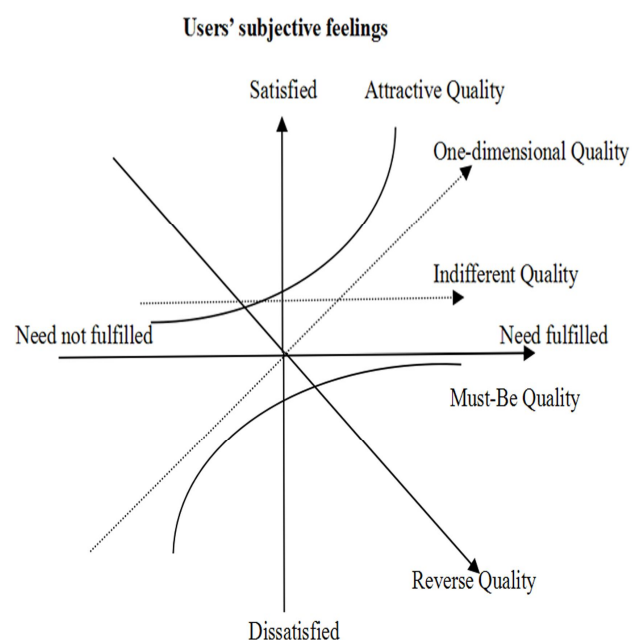 Users' subjective feelings
Satisfied
Attractive Quality
One-dimensional Quality
Indifferent Quality
Need not fulfilled
Need fulfilled
Must-Be Quality
Reverse Quality
Dissatisfied